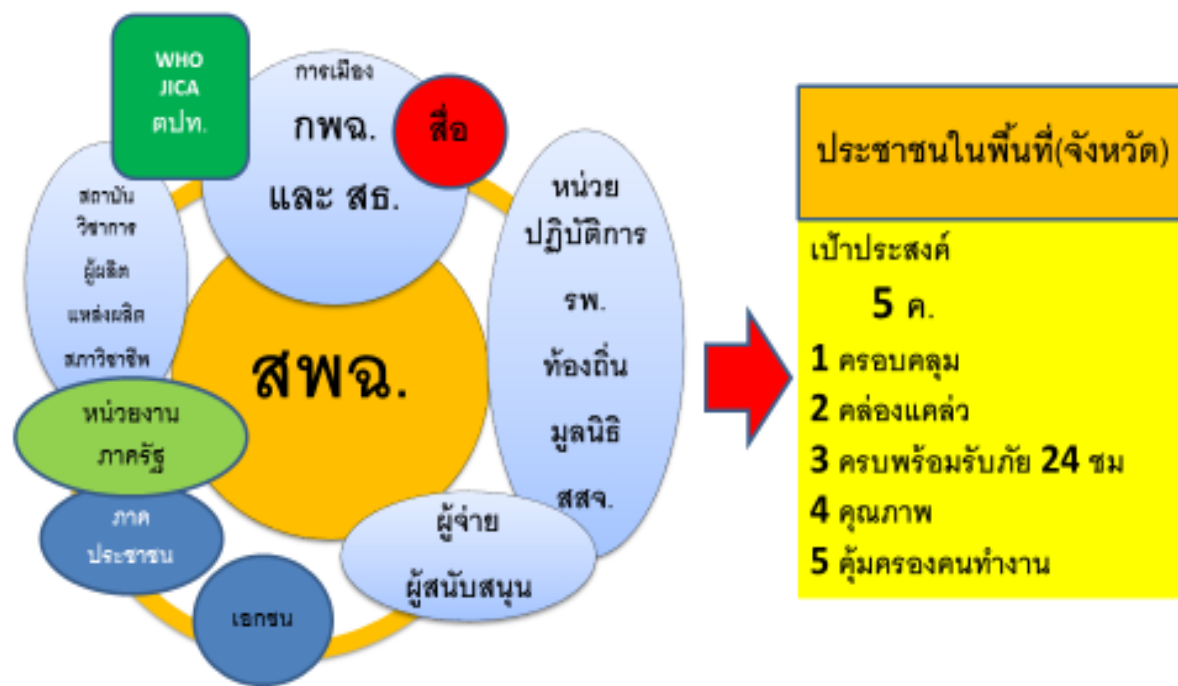 WHO
JICA
ตปท.
การเมือง
กพฉ.
และ สธ.
สื่อ
หน่วย
ปฏิบัติการ
รพ.
ท้องถิ่น
มูลนิธิ
สสจ.
สถาบัน
วิชาการ
ผู้ผลิต
แหล่งผลิต
สภาวิชาชีพ
สพฉ.
หน่วยงาน
ภาครัฐ
ภาค
ประชาชน
เอกชน
ผู้จ่าย
ผู้สนับสนุน
ประชาชนในพื้นที่(จังหวัด)
เป้าประสงค์
5 ค.
1 ครอบคลุม
2 คล่องแคล่ว
3 ครบพร้อมรับภัย 24 ชม
4 คุณภาพ
5 คุ้มครองคนทำงาน